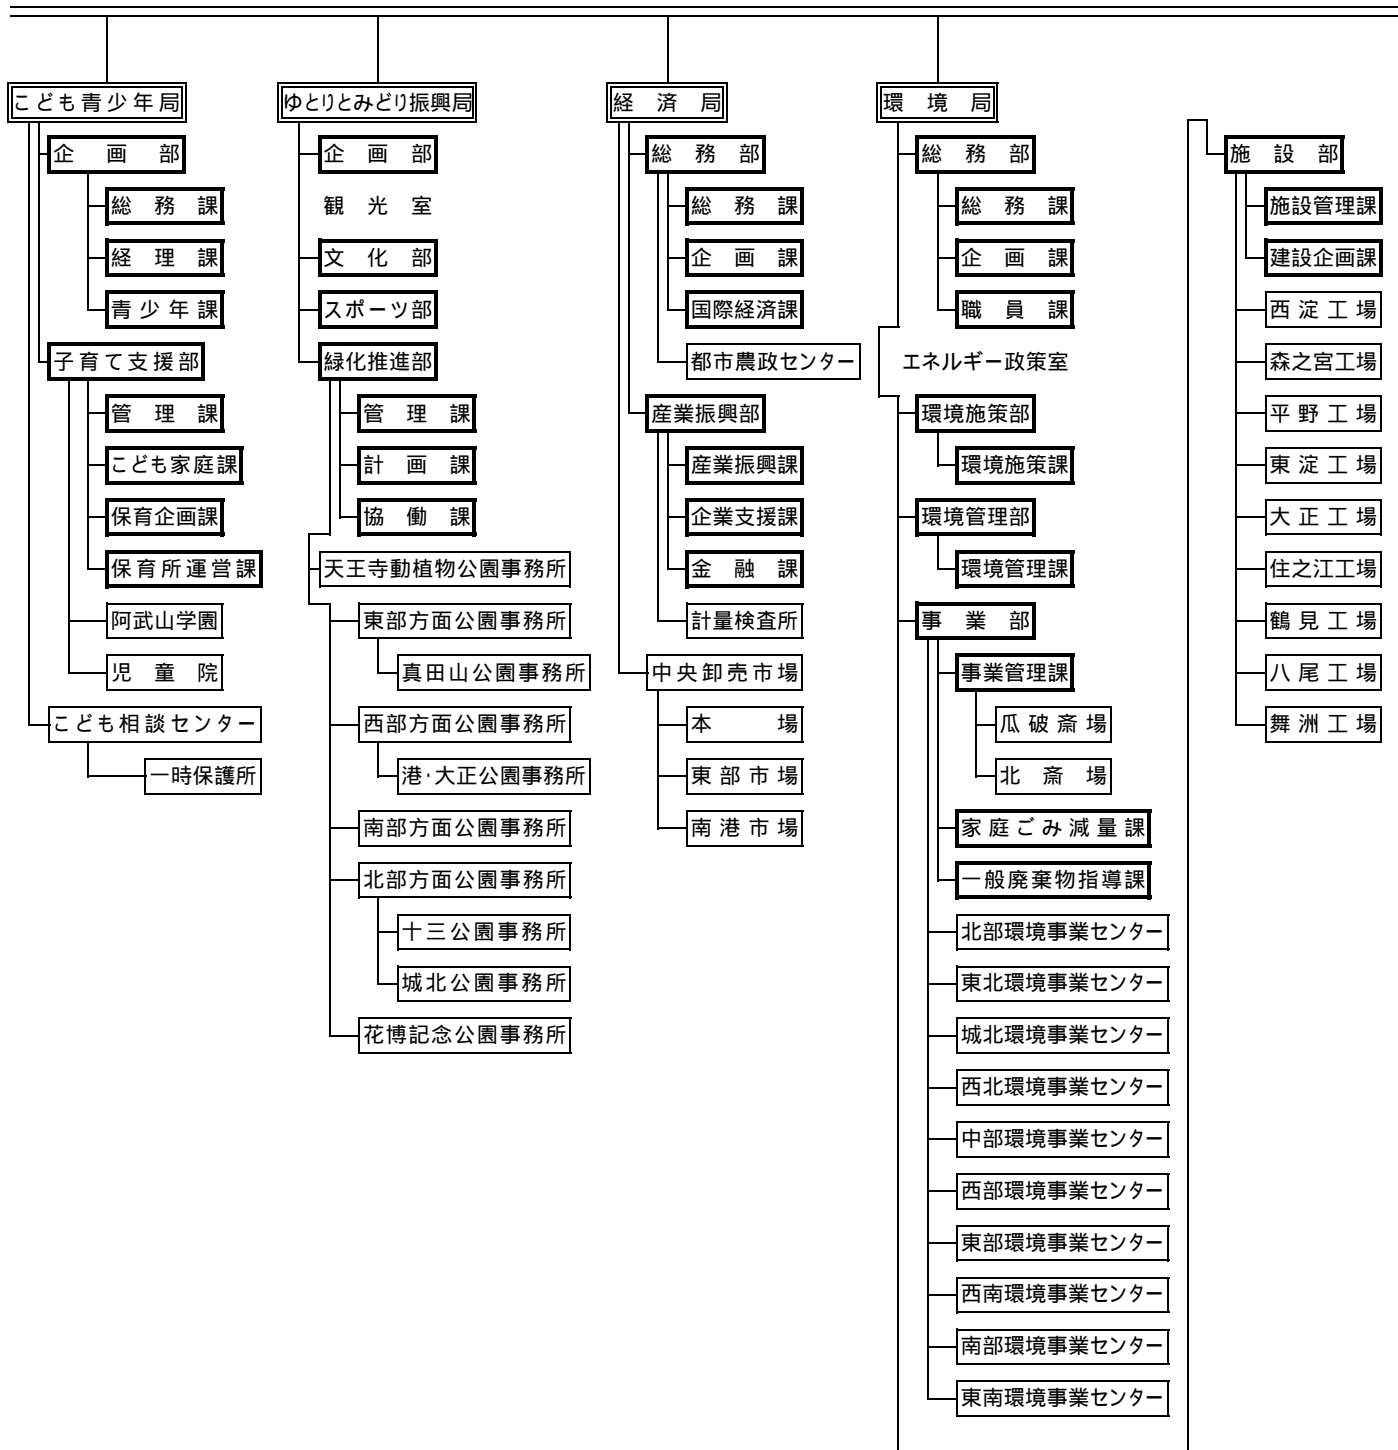 こども青少年局
企画部
総務課
経理課
青少年課
子育て支援部
管理課
こども家庭課
保育企画課
保育所運営課
阿武山学園
児童院
こども相談センター
一時保護所
ゆとりとみどり振興局
企画部
観光室
文化部
スポーツ部
緑化推進部
管理課
計画課
協働課
天王寺動植物公園事務所
東部方面公園事務所
真田山公園事務所
西部方面公園事務所
港・大正公園事務所
南部方面公園事務所
北部方面公園事務所
十三公園事務所
城北公園事務所
花博記念公園事務所
経済局
総務部
総務課
企画課
国際経済課
都市農政センター
産業振興部
産業振興課
企業支援課
金融課
計量検査所
中央卸売市場
本場
東部市場
南港市場
環境局
総務部
総務課
企画課
職員課
エネルギー政策室
環境施策部
環境施策課
環境管理部
環境管理課
事業部
事業管理課
瓜破斎場
北斎場
家庭ごみ減量課
一般廃棄物指導課
北部環境事業センター
東北環境事業センター
城北環境事業センター
西北環境事業センター
中部環境事業センター
西部環境事業センター
東部環境事業センター
西南環境事業センター
南部環境事業センター
東南環境事業センター
施設部
施設管理課
建設企画課
西淀工場
森之宮工場
平野工場
東淀工場
大正工場
住之江工場
鶴見工場
八尾工場
舞洲工場